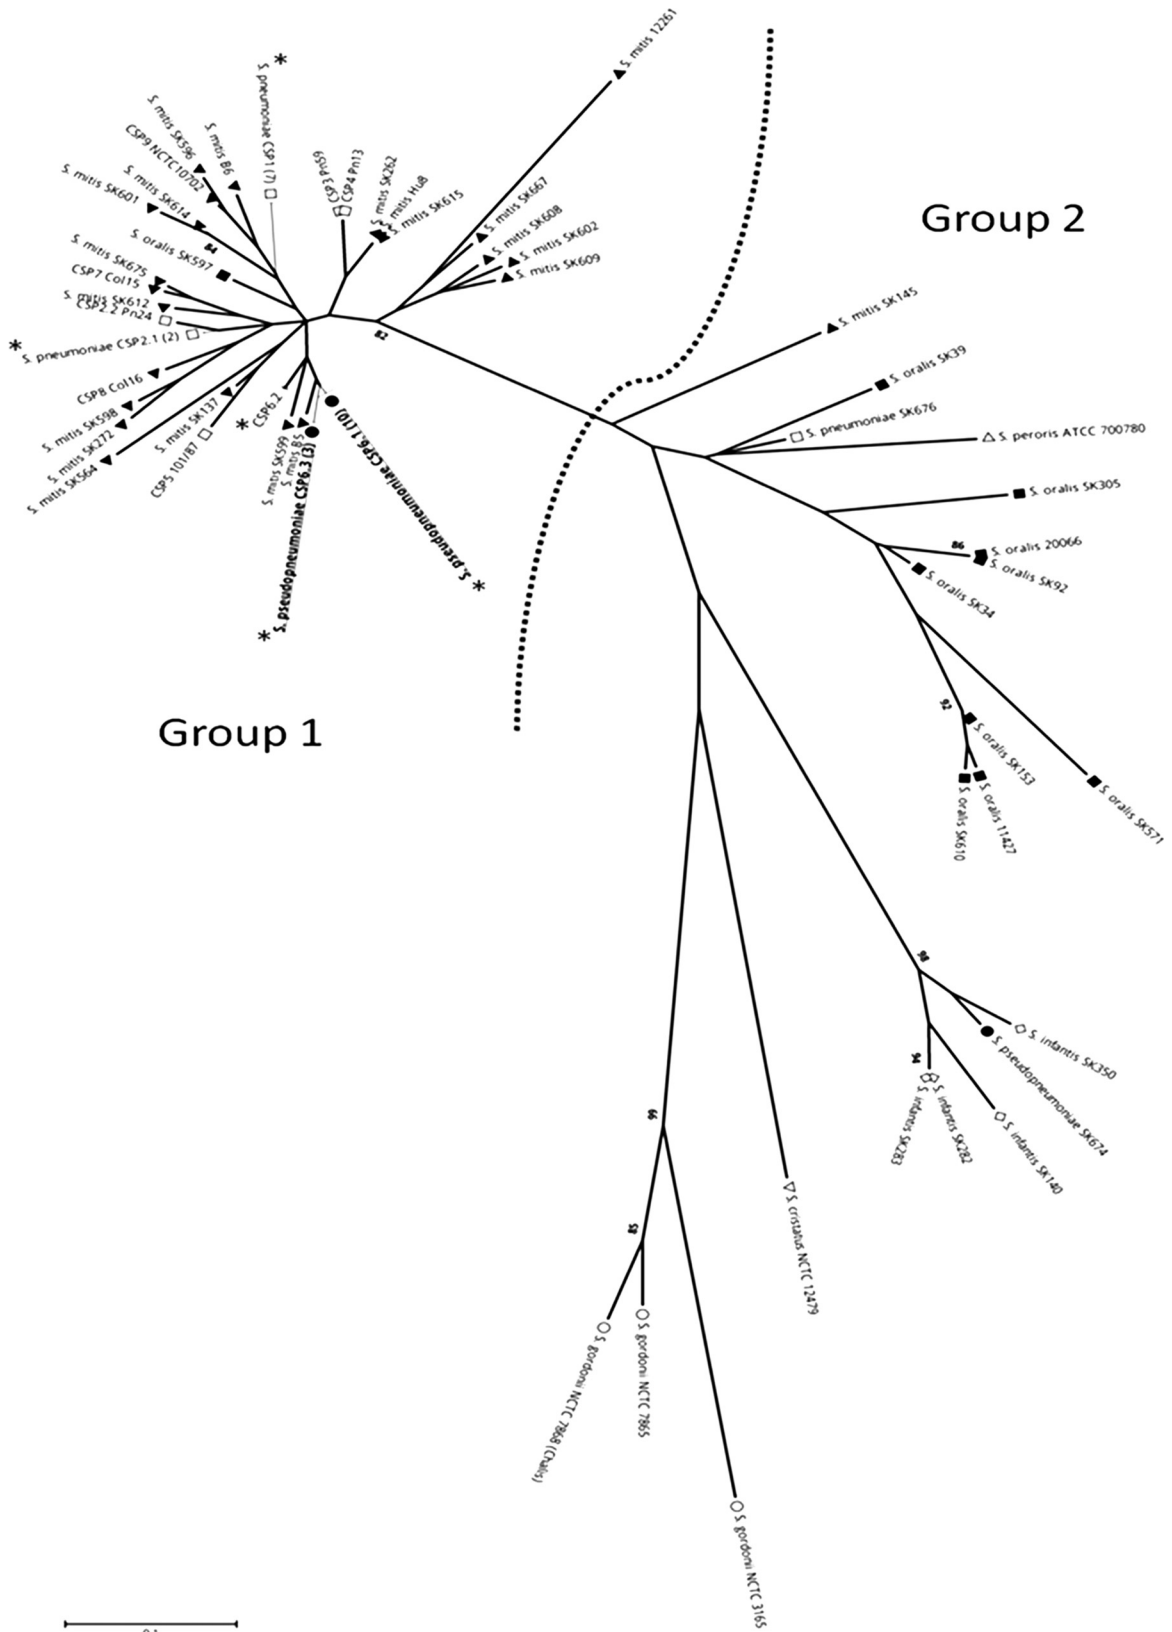 S. mitis 12261
*
S. pneumoniae CSP1 (7)
S. mitis SK596
CSP9 NCTC10702
S. mitis B6
S. mitis SK601
S. mitis SK614
84
S. oralis SK597
CSP3 Pn59
CSP4 Pn13
S. mitis SK262
S. mitis Hu8
S. mitis SK615
S. mitis SK667
S. mitis SK608
S. mitis SK602
S. mitis SK609
82
S. mitis SK675
CSP7 Col15
S. mitis SK612
CSP2.2 Pn24
*
S. pneumoniae CSP2.1 (2)
CSP8 Col16
S. mitis SK598
S. mitis SK272
S. mitis SK564
S. mitis SK137
CSP5 101/87
*
CSP6.2
S. mitis SK599
S. mitis BS
S. pseudopneumoniae CSP6.3 (3)
*
S. pseudopneumoniae CSP6.1 (10)
*
Group 1
Group 2
S. mitis SK145
S. oralis SK39
S. pneumoniae SK676
S. peroris ATCC 700780
S. oralis SK305
86
S. oralis 20066
S. oralis SK92
S. oralis SK34
92
S. oralis SK153
S. oralis 11427
S. oralis SK610
S. oralis SK571
98
S. infantis SK350
S. pseudopneumoniae SK674
94
S. infantis SK283
S. infantis SK282
S. infantis SK140
99
85
S. cristatus NCTC 12479
S. gordonii NCTC 7868 (Challis)
S. gordonii NCTC 7865
S. gordonii NCTC 3165